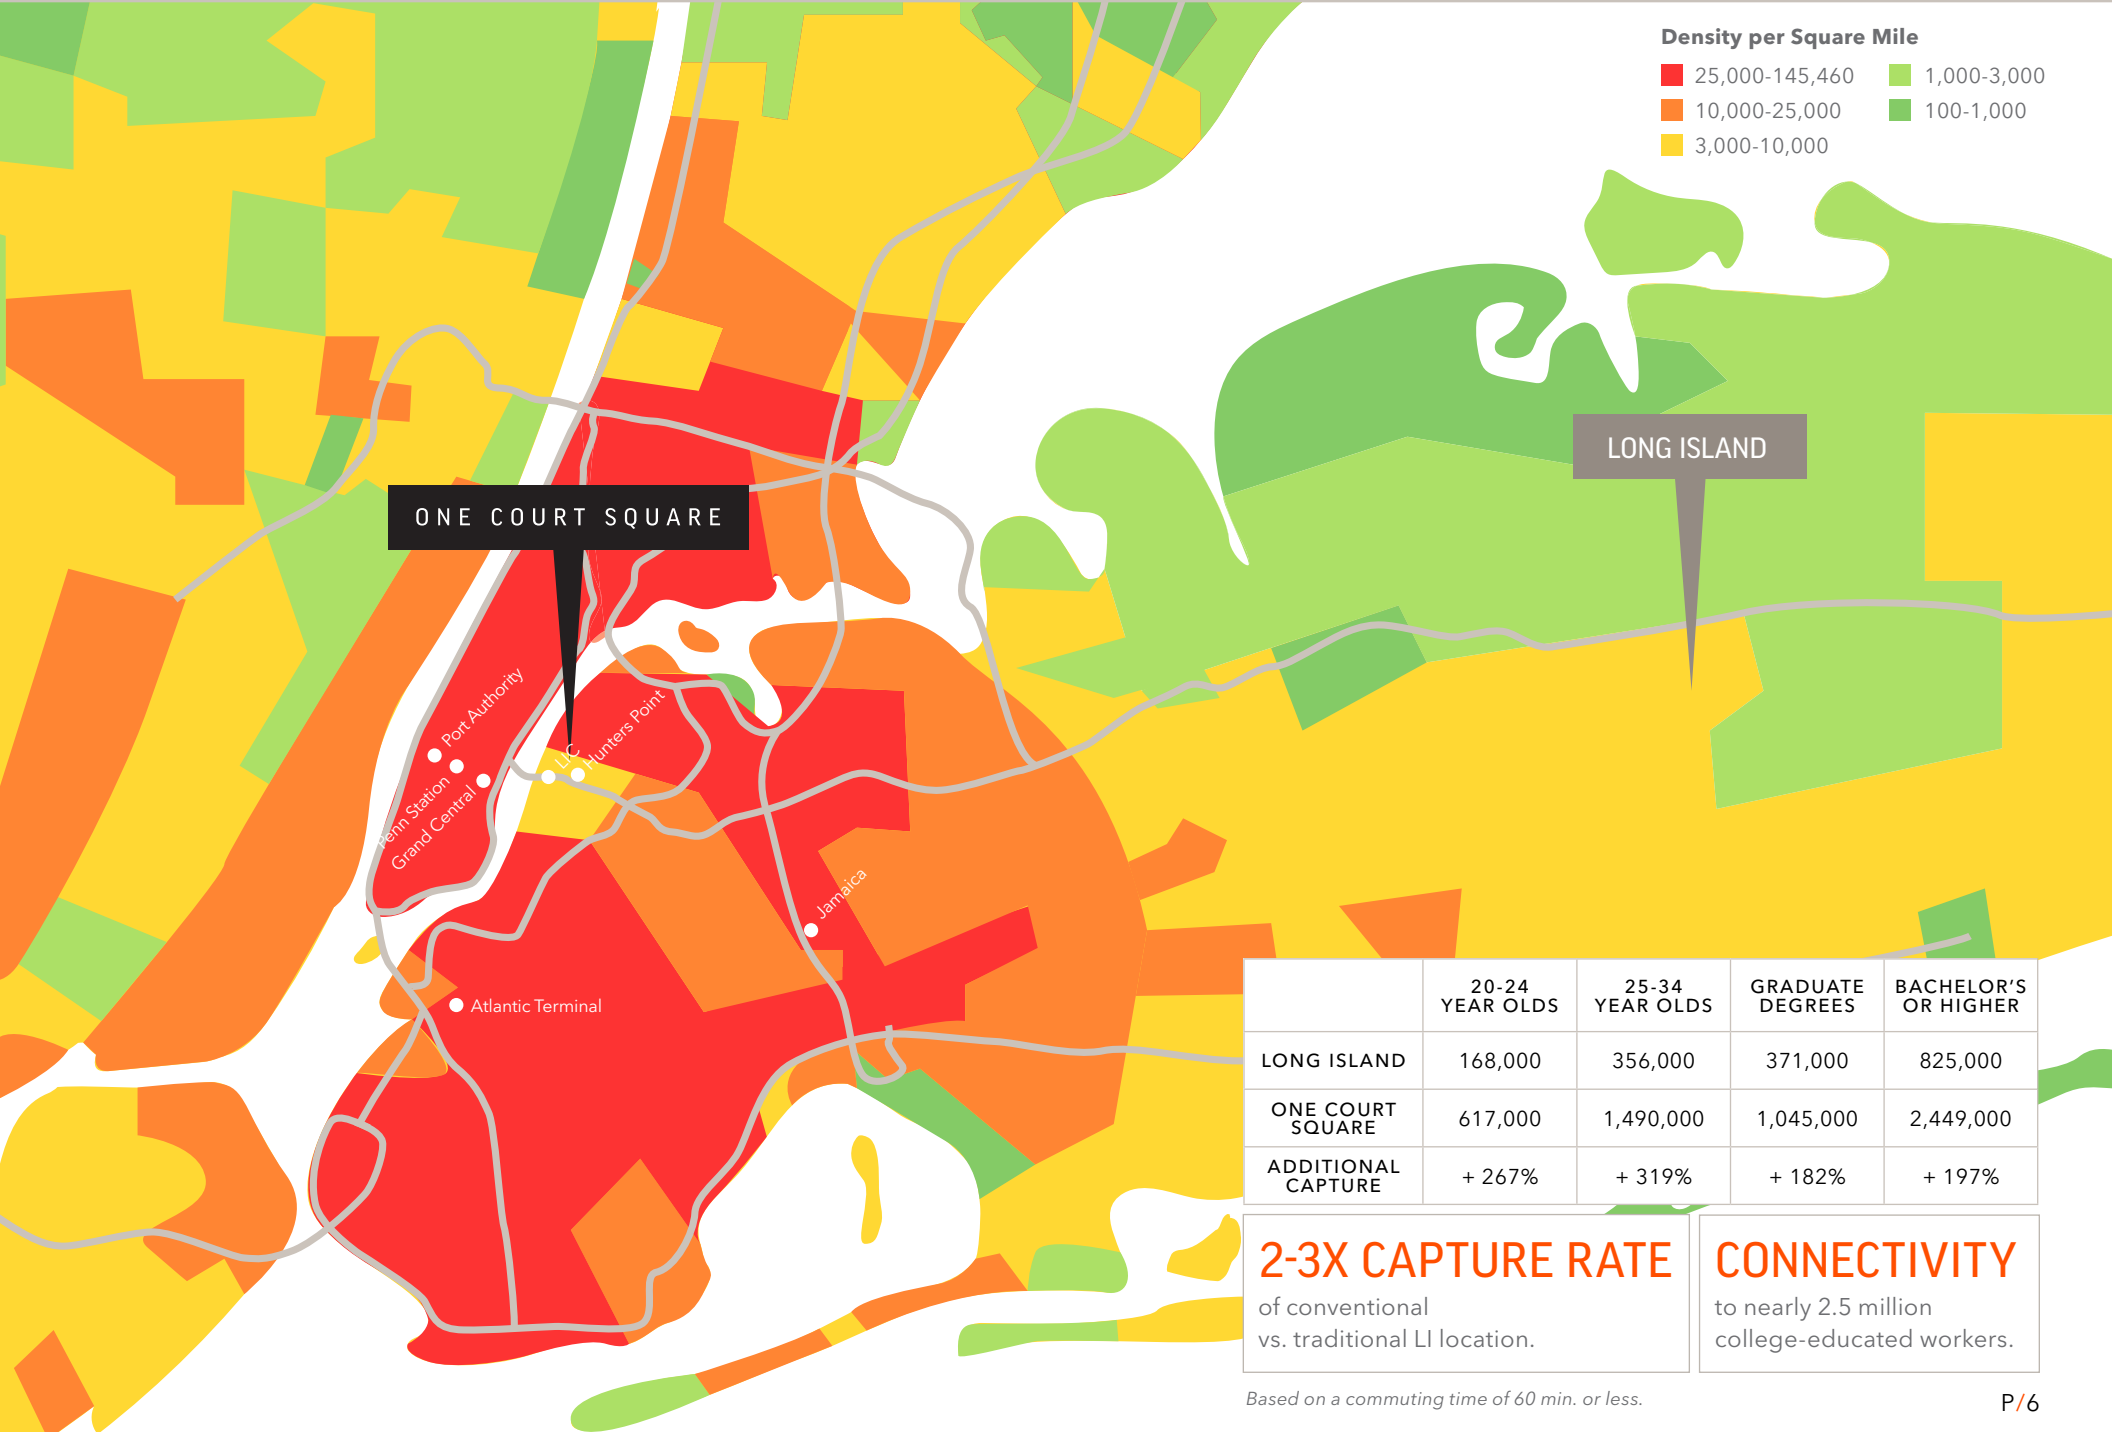 Density per Square Mile
25,000-145,460
10,000-25,000
3,000-10,000
1,000-3,000
100-1,000
LONG ISLAND
ONE COURT SQUARE
Port Authority
Penn Station
Grand Central
LIC
Hunters Point
Jamaica
Atlantic Terminal
20-24 YEAR OLDS
25-34 YEAR OLDS
GRADUATE DEGREES
BACHELOR'S OR HIGHER
LONG ISLAND 168,000 356,000 371,000 825,000
ONE COURT SQUARE 617,000 1,490,000 1,045,000 2,449,000
ADDITIONAL CAPTURE + 267% + 319% + 182% + 197%
2-3X CAPTURE RATE
of conventional
vs. traditional LI location.
CONNECTIVITY
to nearly 2.5 million
college-educated workers.
Based on a commuting time of 60 min. or less.
P/6